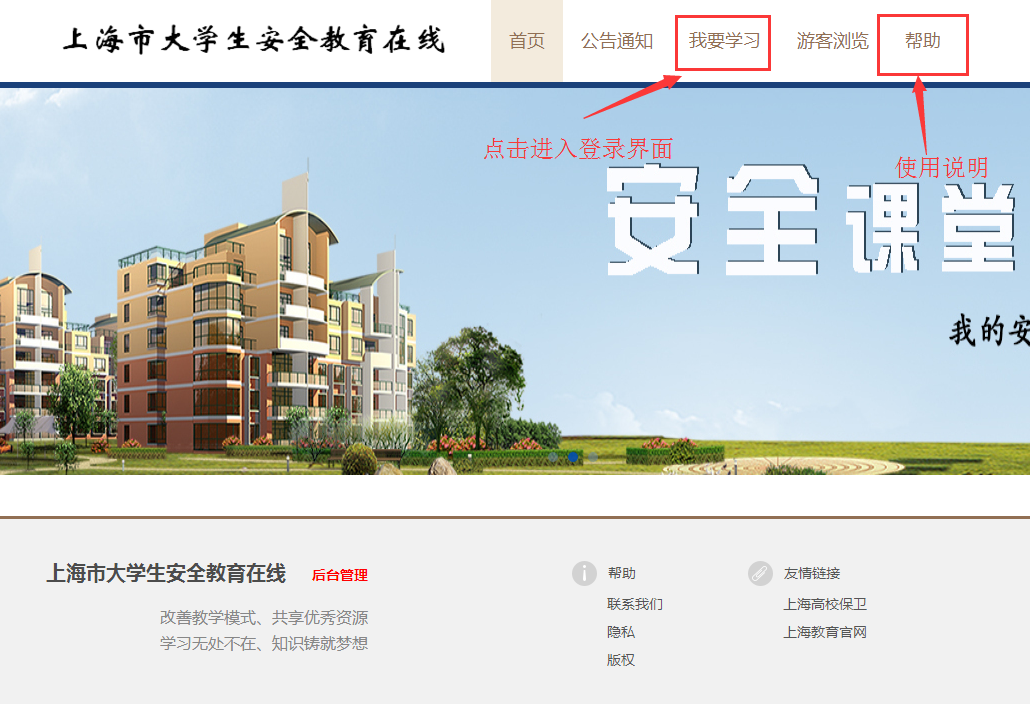 上海市大学生安全教育在线
首页 公告通知 我要学习 游客浏览 帮助
点击进入登录界面
使用说明
安全课堂
我的安
上海市大学生安全教育在线 后台管理
改善教学模式、共享优秀资源
学习无处不在、知识铸就梦想
帮助
联系我们
隐私
版权
友情链接
上海高校保卫
上海教育官网